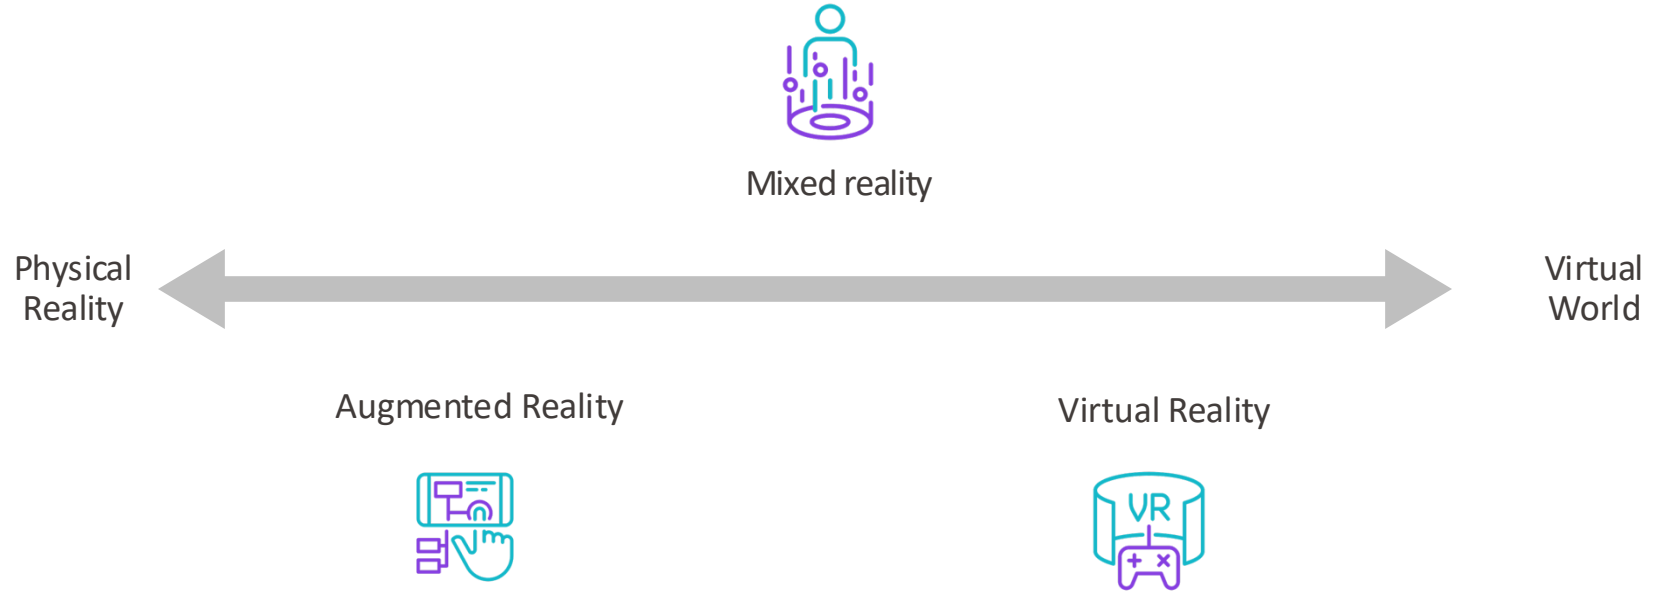 Mixed reality
Physical
Reality
Virtual
World
Augmented Reality
Virtual Reality
VR